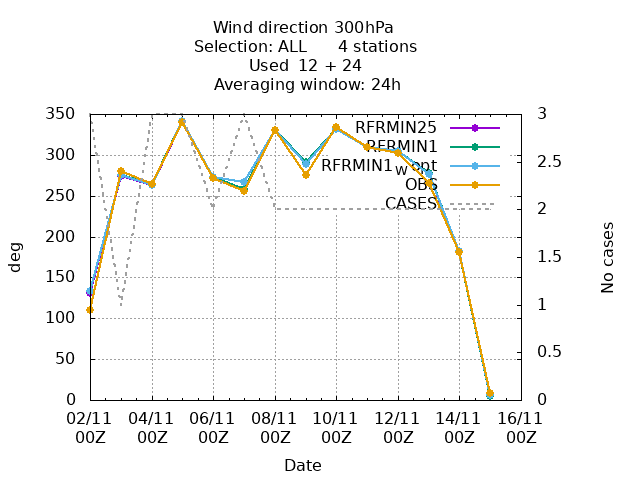 Wind direction 300hPa
Selection: ALL 4 stations
Used 12 + 24
Averaging window: 24h
350
300
250
200
150
100
50
0
deg
3
2.5
2
1.5
1
0.5
0
No cases
RFRMIN25
RFRMIN1
RFRMIN1wopt
OBS
CASES
02/11 04/11 06/11 08/11 10/11 12/11 14/11 16/11
00Z 00Z 00Z 00Z 00Z 00Z 00Z 00Z
Date